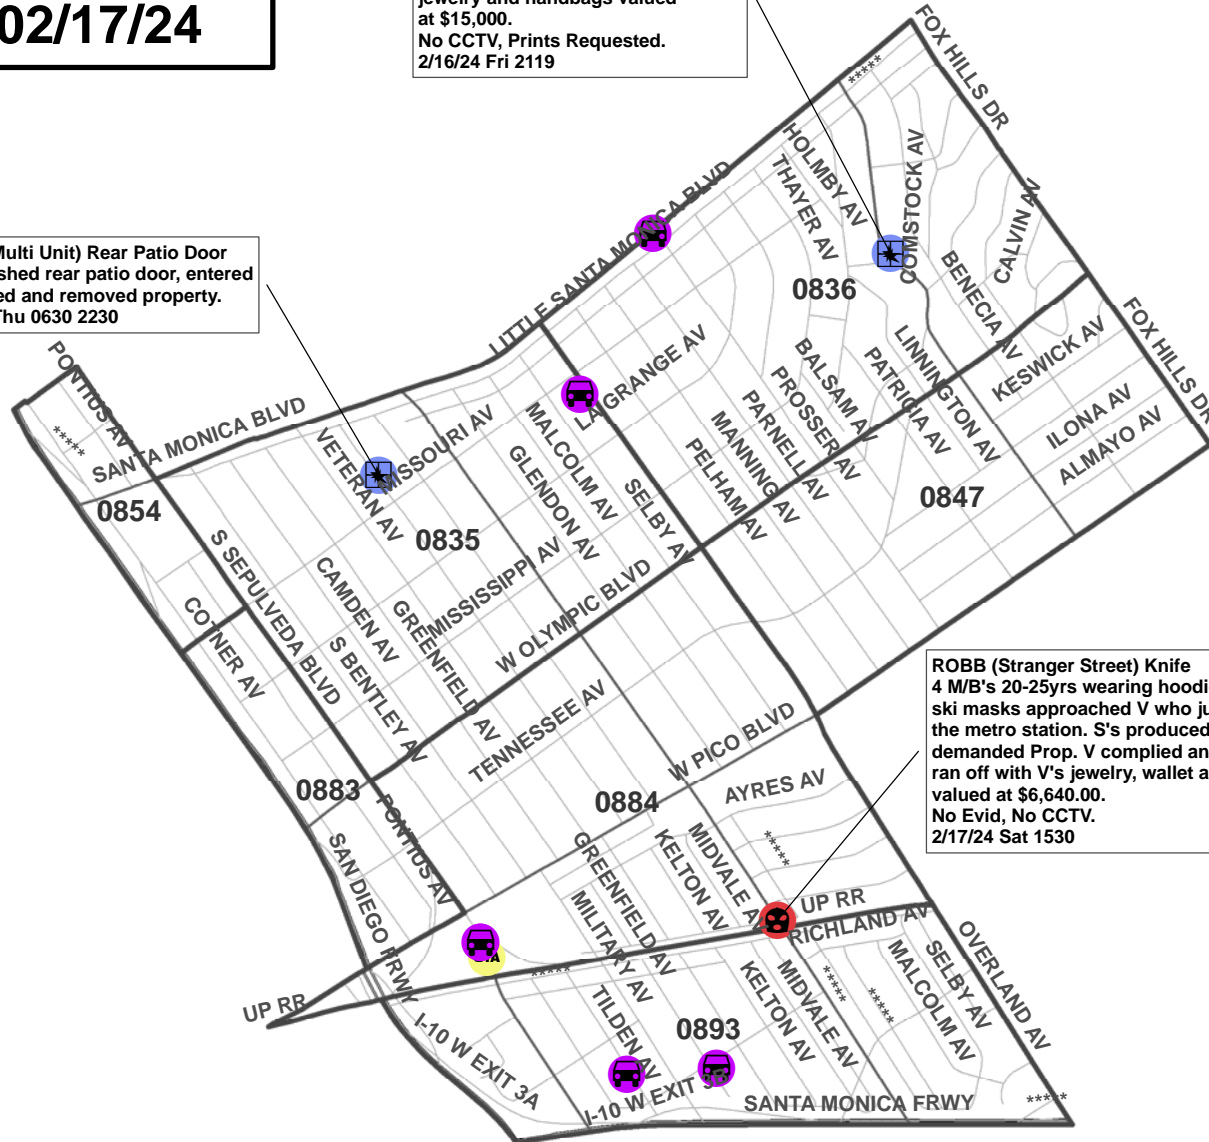 02/17/24
jewelry and handbags valued
at $15,000.
No CCTV, Prints Requested.
2/16/24 Fri 2119
Multi Unit) Rear Patio Door
shed rear patio door, entered
ed and removed property.
Thu 0630 2230
ROBB (Stranger Street) Knife
4 M/B's 20-25yrs wearing hoodi
ski masks approached V who ju
the metro station. S's produced
demanded Prop. V complied an
ran off with V's jewelry, wallet a
valued at $6,640.00.
No Evid, No CCTV.
2/17/24 Sat 1530
FOX HILLS DR
*****
HOLMBY AV
THAYER AV
COMSTOCK AV
CALVIN AV
BENECIA AV
0836
LITTLE SANTA MONICA BLVD
FOX HILLS DR
KESWICK AV
LINNINGTON AV
PATRICIA AV
BALSAM AV
PROSSER AV
PARNELL AV
MANNING AV
PELHAM AV
ILONA AV
ALMAYO AV
0847
LA GRANGE AV
PONTIUS AV
*****
SANTA MONICA BLVD
0854
VETERAN AV
MISSOURI AV
MALCOLM AV
GLENDON AV
SELBY AV
0835
S SEPULVEDA BLVD
CAMDEN AV
GREENFIELD AV
MISSISSIPPI AV
W OLYMPIC BLVD
COTNER AV
S BENTLEY AV
TENNESSEE AV
W PICO BLVD
AYRES AV
0883
0884
PONTIUS AV
SAN DIEGO FRWY
GREENFIELD AV
KELTON AV
MIDVALE AV
*****
MILITARY AV
UP RR
RICHLAND AV
OVERLAND AV
SELBY AV
MALCOLM AV
*****
*****
*****
UP RR
I-10 W EXIT 3A
TILDEN AV
0893
KELTON AV
MIDVALE AV
I-10 W EXIT
SANTA MONICA FRWY
*****